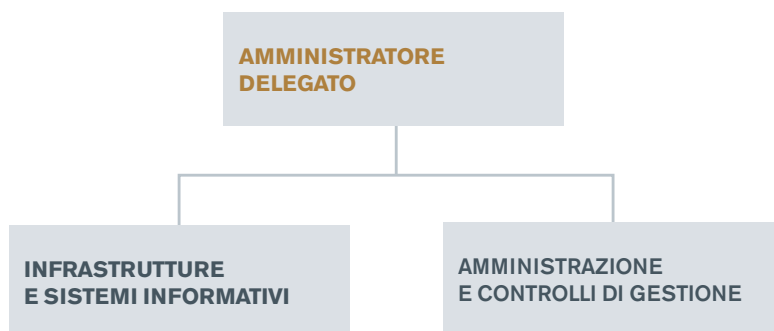 AMMINISTRATORE
DELEGATO
INFRASTRUTTURE
E SISTEMI INFORMATIVI
AMMINISTRAZIONE
E CONTROLLI DI GESTIONE